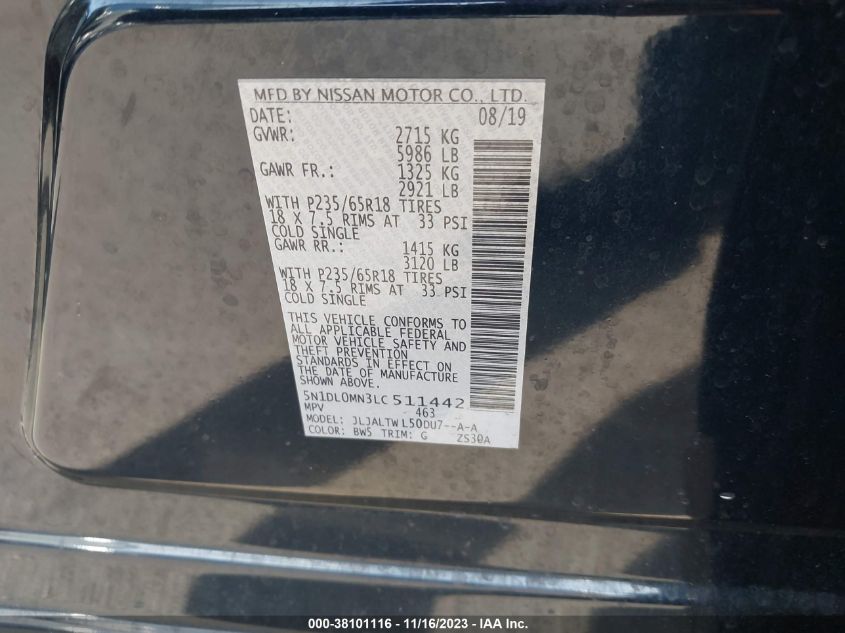 MFD BY NISSAN MOTOR CO., LTD.
DATE: 08/19
GVWR: 2715 KG
5986 LB
GAWR FR.: 1325 KG
2921 LB
WITH P235/65R18 TIRES
18 X 7.5 RIMS AT 33 PSI
COLD SINGLE
GAWR RR.: 1415 KG
3120 LB
WITH P235/65R18 TIRES
18 X 7.5 RIMS AT 33 PSI
COLD SINGLE
THIS VEHICLE CONFORMS TO
ALL APPLICABLE FEDERAL
MOTOR VEHICLE SAFETY AND
THEFT PREVENTION
STANDARDS IN EFFECT ON
THE DATE OF MANUFACTURE
SHOWN ABOVE.
5N1DL0MN3LC 511442
MPV 463
MODEL: JLJALTW L50DU7--A-A
COLOR: BW5 TRIM: G ZS30A
000-38101116 - 11/16/2023 - IAA Inc.